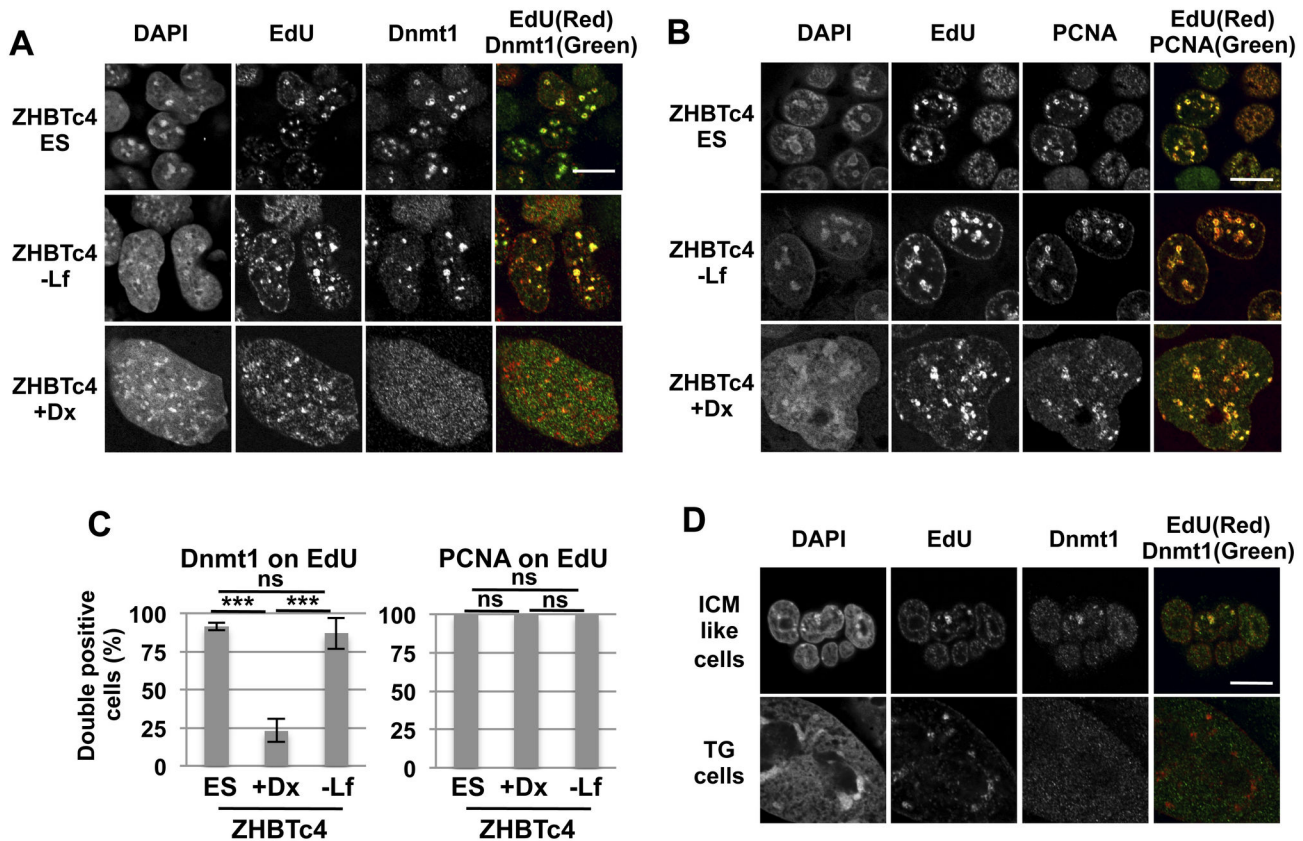 A
DAPI EdU Dnmt1 EdU(Red)
Dnmt1(Green)
ZHBTc4
ES
ZHBTc4
-Lf
ZHBTc4
+Dx
B
DAPI EdU PCNA EdU(Red)
PCNA(Green)
ZHBTc4
ES
ZHBTc4
-Lf
ZHBTc4
+Dx
C
Dnmt1 on EdU
ns
*** ***
Double positive
cells (%)
100
75
50
25
0
ES +Dx -Lf
ZHBTc4
PCNA on EdU
ns
ns ns
100
75
50
25
0
ES +Dx -Lf
ZHBTc4
D
DAPI EdU Dnmt1 EdU(Red)
Dnmt1(Green)
ICM
like
cells
TG
cells